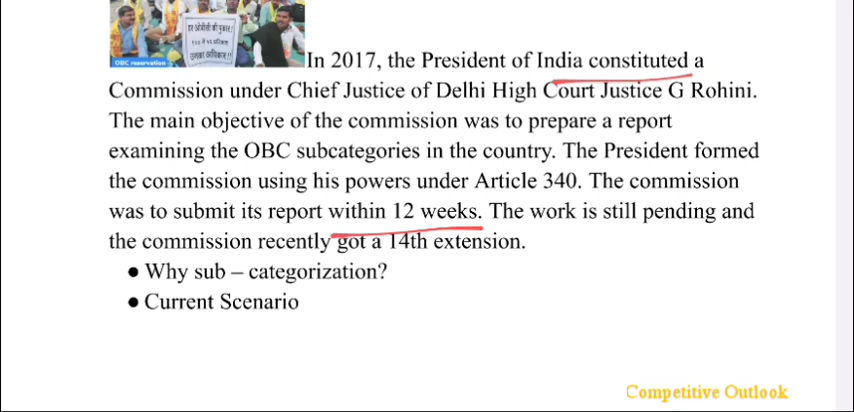 हर ओबीसी की पुकार!
उसका अधिकार!!
OBC reservation
In 2017, the President of India constituted a
Commission under Chief Justice of Delhi High Court Justice G Rohini.
The main objective of the commission was to prepare a report
examining the OBC subcategories in the country. The President formed
the commission using his powers under Article 340. The commission
was to submit its report within 12 weeks. The work is still pending and
the commission recently got a 14th extension.
● Why sub – categorization?
● Current Scenario
Competitive Outlook